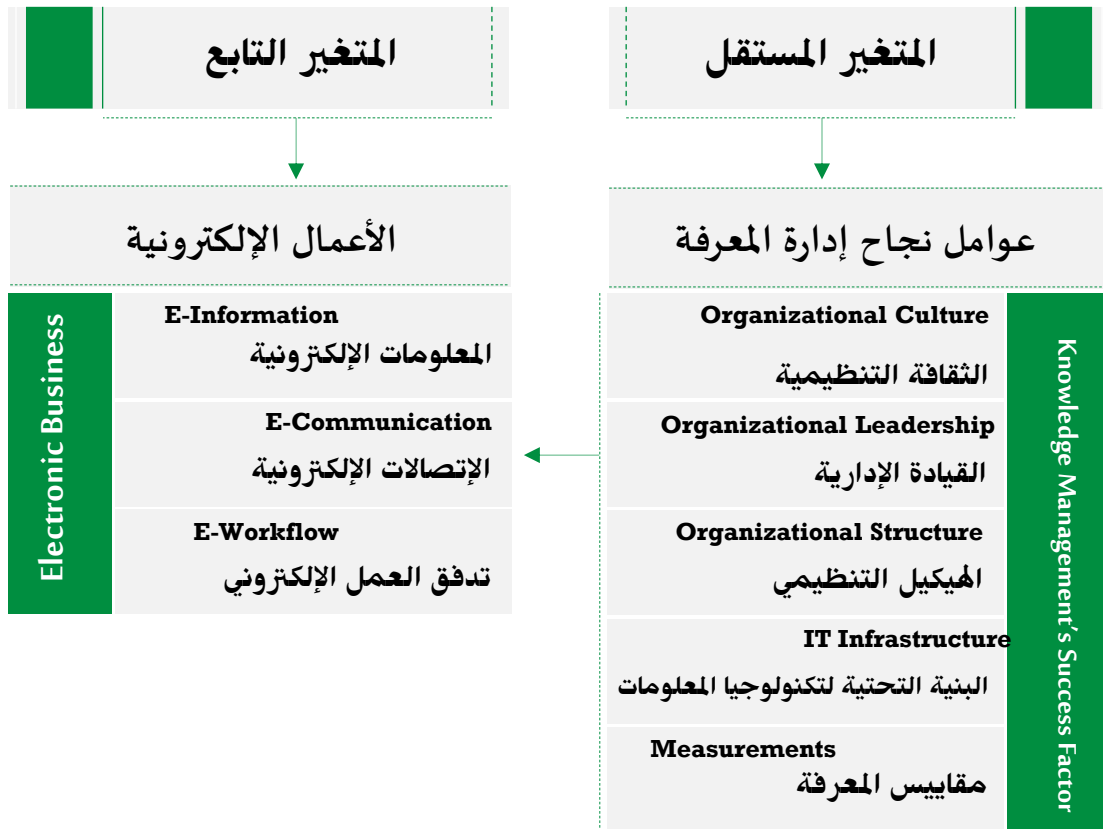 المتغير المستقل
المتغير التابع
عوامل نجاح إدارة المعرفة
الأعمال الإلكترونية
Knowledge Management's Success Factor
Organizational Culture
الثقافة التنظيمية
Organizational Leadership
القيادة الإدارية
Organizational Structure
الهيكيل التنظيمي
IT Infrastructure
البنية التحتية لتكنولوجيا المعلومات
Measurements
مقاييس المعرفة
E-Information
المعلومات الإلكترونية
E-Communication
الإتصالات الإلكترونية
E-Workflow
تدفق العمل الإلكتروني
Electronic Business